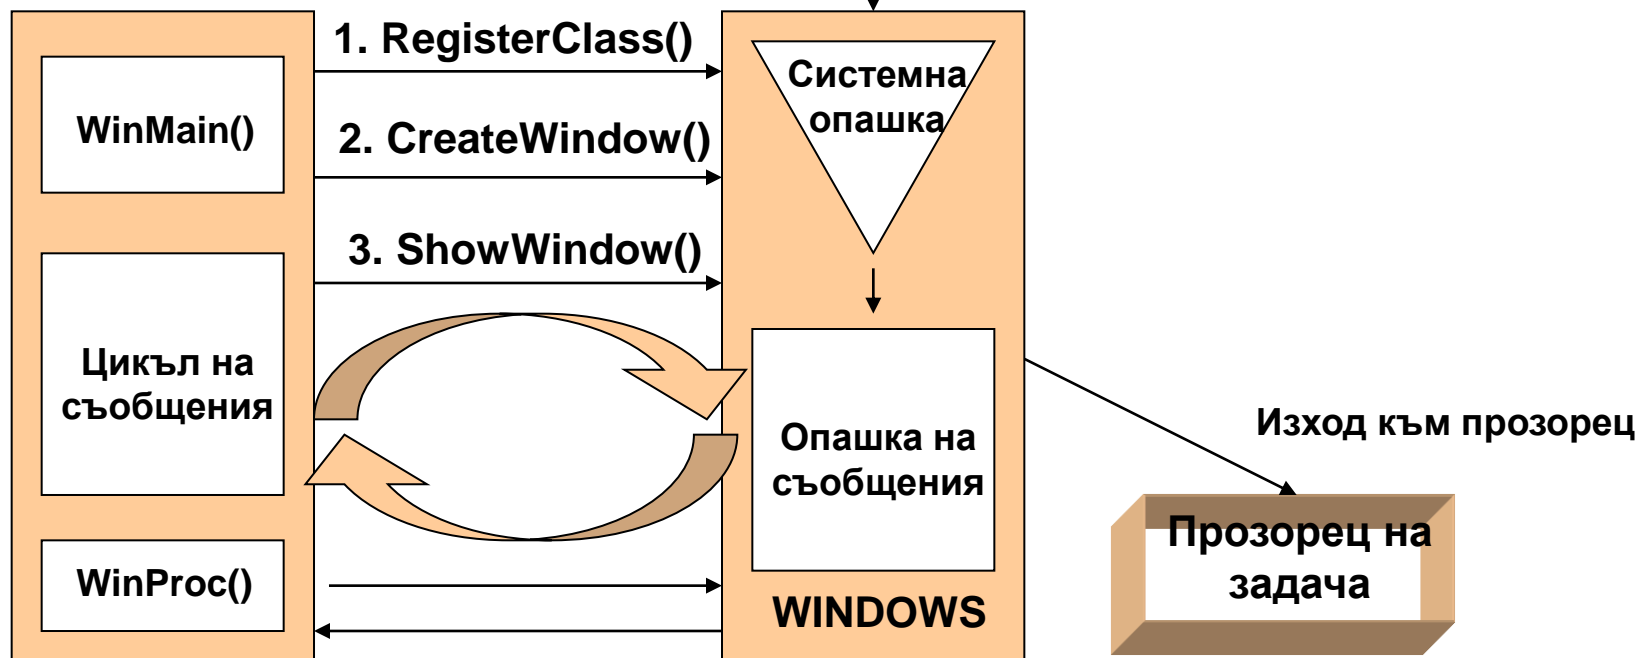 WinMain()
Цикъл на
съобщения
WinProc()
1. RegisterClass()
2. CreateWindow()
3. ShowWindow()
Системна
опашка
Опашка на
съобщения
WINDOWS
Изход към прозорец
Прозорец на
задача